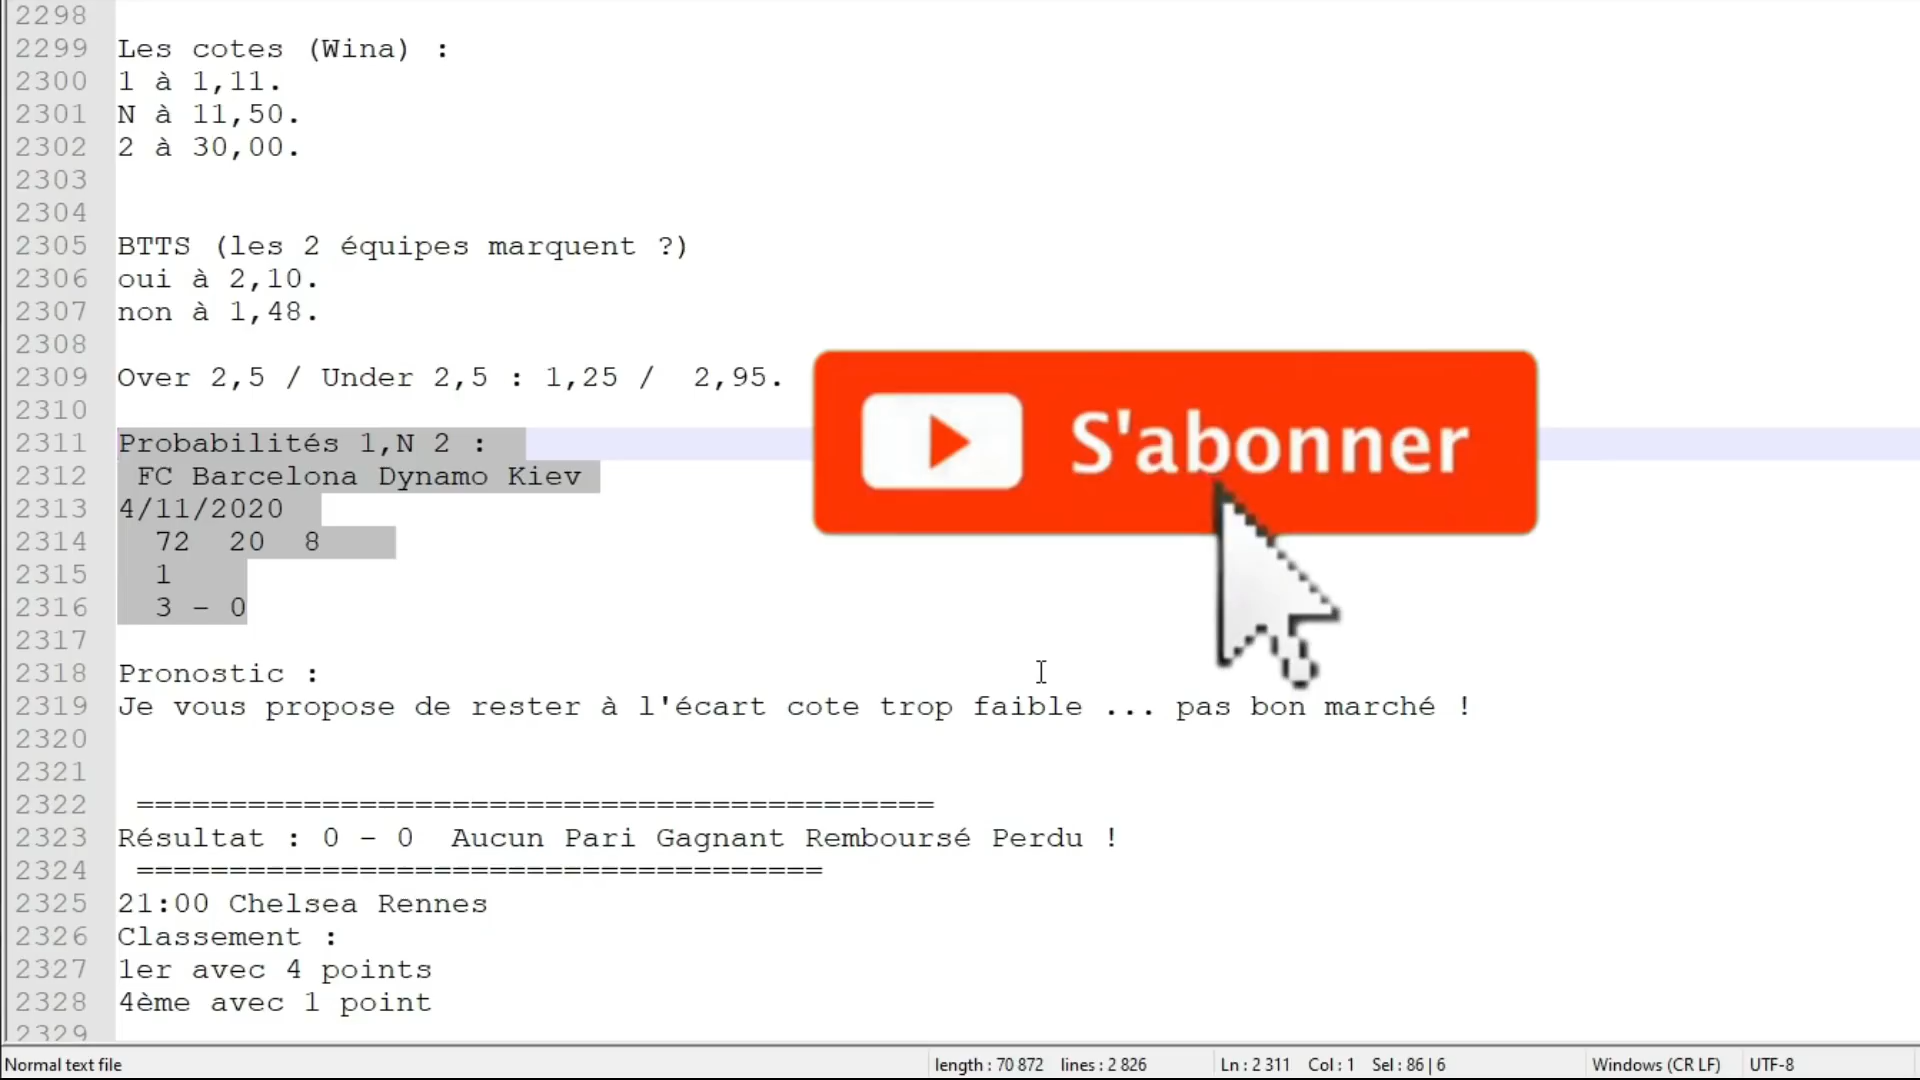 2298
2299 Les cotes (Wina) :
2300 1 à 1,11.
2301 N à 11,50.
2302 2 à 30,00.
2303
2304
2305 BTTS (les 2 équipes marquent ?)
2306 oui à 2,10.
2307 non à 1,48.
2308
2309 Over 2,5 / Under 2,5 : 1,25 /  2,95.
2310
2311 Probabilités 1,N 2 :
2312  FC Barcelona Dynamo Kiev
2313 4/11/2020
2314   72  20  8
2315   1
2316   3 - 0
2317
2318 Pronostic :
2319 Je vous propose de rester à l'écart cote trop faible ... pas bon marché !
2320
2321
2322  ===========================================
2323 Résultat : 0 - 0  Aucun Pari Gagnant Remboursé Perdu !
2324  =====================================
2325 21:00 Chelsea Rennes
2326 Classement :
2327 1er avec 4 points
2328 4ème avec 1 point
2329
S'abonner
Normal text file length : 70 872 lines : 2 826 Ln : 2 311 Col : 1 Sel : 86 | 6 Windows (CR LF) UTF-8